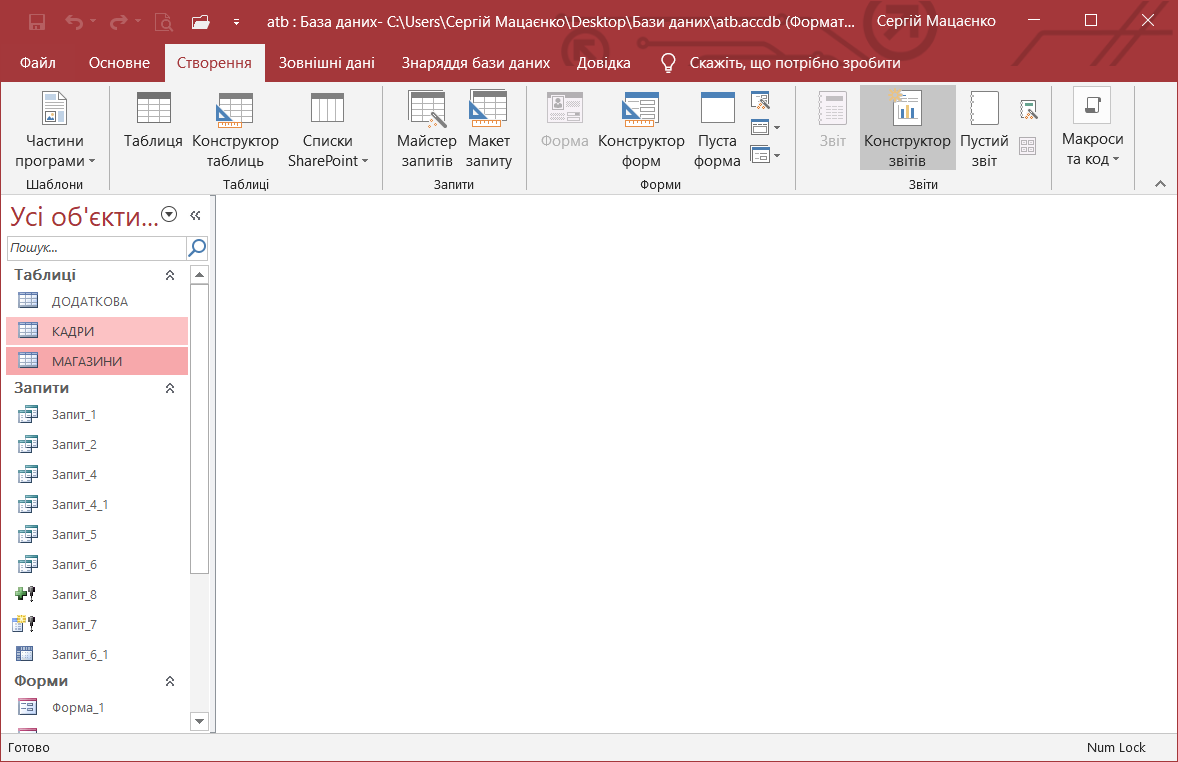 atb : База даних- C:\Users\Сергій Мацаєнко\Desktop\Бази даних\atb.accdb (Формат...
Сергій Мацаєнко
Файл Основне Створення Зовнішні дані Знаряддя бази даних Довідка Скажіть, що потрібно зробити
Частини програми
Таблиця
Конструктор таблиць
Списки SharePoint
Майстер запитів
Макет запиту
Форма
Конструктор форм
Пуста форма
Звіт
Конструктор звітів
Пустий звіт
Макроси та код
Шаблони Таблиці Запити Форми Звіти
Усі об'єкти...
Пошук...
Таблиці
ДОДАТКОВА
КАДРИ
МАГАЗИНИ
Запити
Запит_1
Запит_2
Запит_4
Запит_4_1
Запит_5
Запит_6
Запит_8
Запит_7
Запит_6_1
Форми
Форма_1
Готово
Num Lock